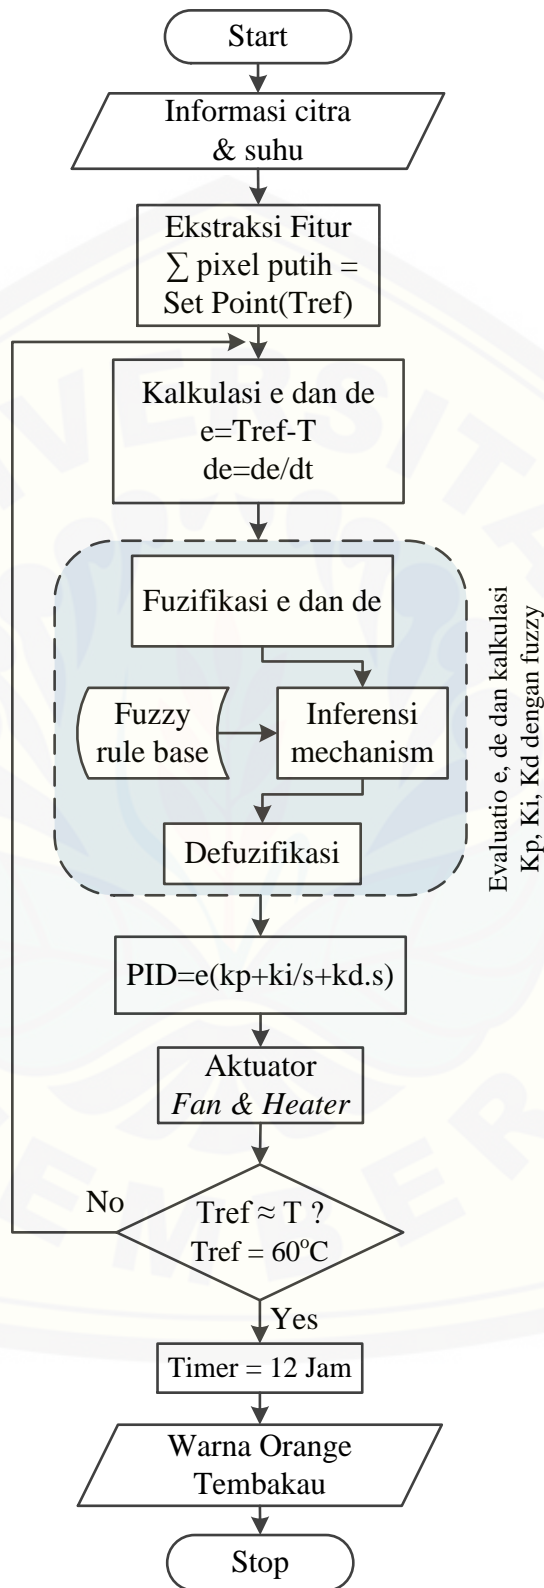 Start
Informasi citra
& suhu
Ekstraksi Fitur
∑ pixel putih =
Set Point(Tref)
Kalkulasi e dan de
e=Tref-T
de=de/dt
Fuzifikasi e dan de
Fuzzy
rule base
Inferensi
mechanism
Defuzifikasi
Evaluatio e, de dan kalkulasi
Kp, Ki, Kd dengan fuzzy
PID=e(kp+ki/s+kd.s)
Aktuator
Fan & Heater
No
Tref ≈ T ?
Tref = 60°C
Yes
Timer = 12 Jam
Warna Orange
Tembakau
Stop